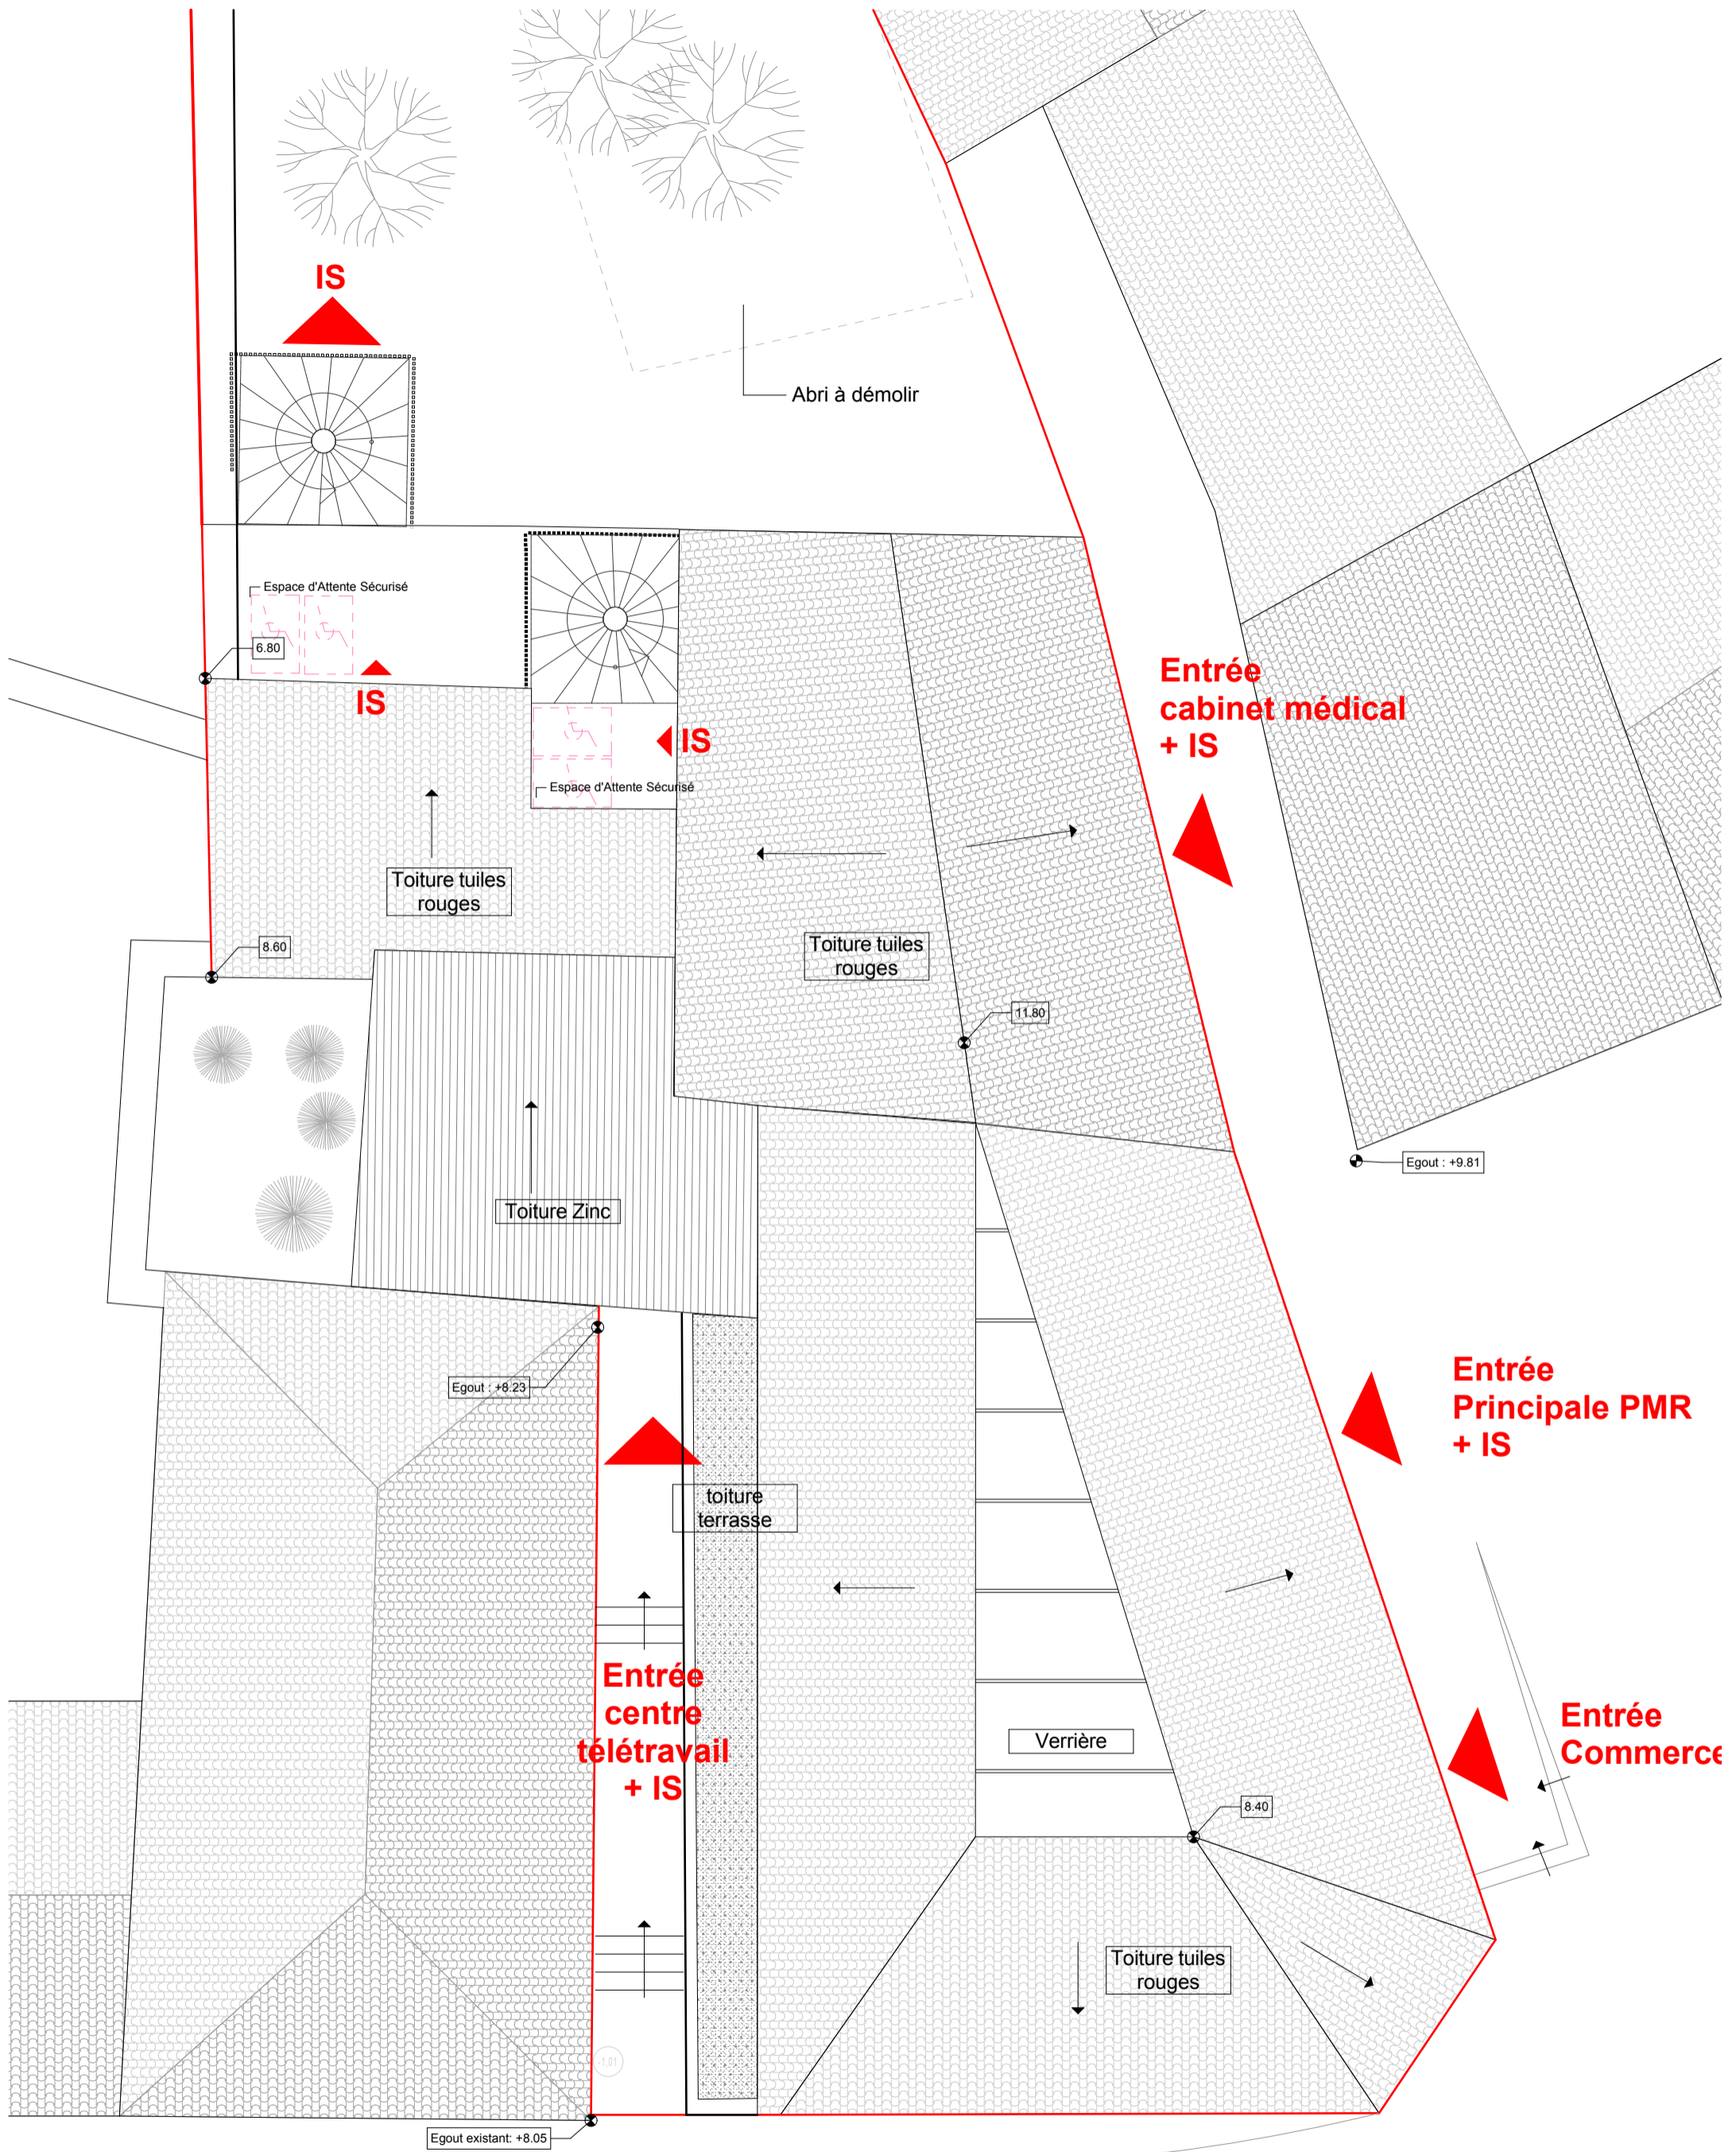 IS
Abri à démolir
Espace d'Attente Sécurisé
6.80
IS
IS
Espace d'Attente Sécurisé
Entrée
cabinet médical
+ IS
Toiture tuiles
rouges
8.60
Toiture tuiles
rouges
11.80
Egout : +9.81
Toiture Zinc
Egout : +8.23
Entrée
Principale PMR
+ IS
toiture
terrasse
Entrée
centre
télétravail
+ IS
Verrière
Entrée
Commerce
8.40
Toiture tuiles
rouges
-1,01
Egout existant: +8.05